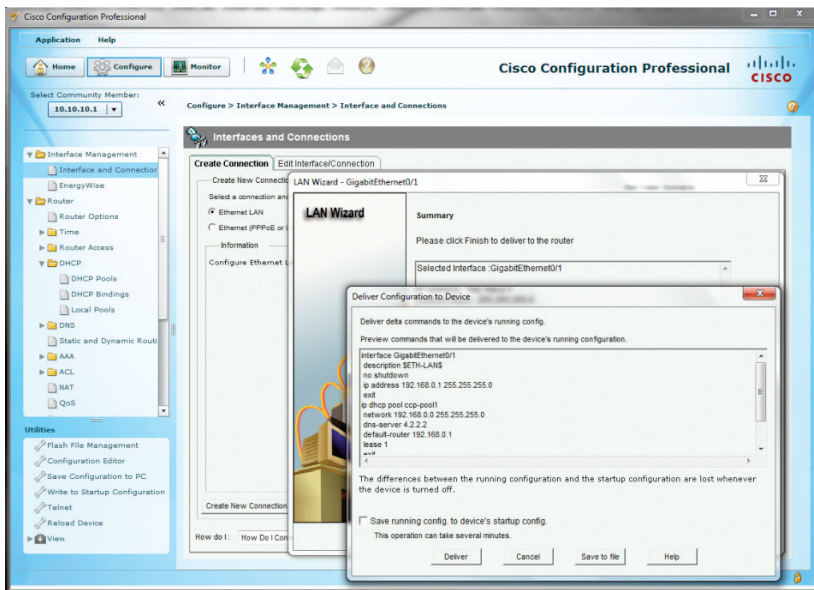 Cisco Configuration Professional
Application Help
Home Configure Monitor
Cisco Configuration Professional
CISCO
Select Community Member:
10.10.10.1
«
Configure > Interface Management > Interface and Connections
Interface Management
Interface and Connection
EnergyWise
Router
Router Options
Time
Router Access
DHCP
DHCP Pools
DHCP Bindings
Local Pools
DNS
Static and Dynamic Routi
AAA
ACL
NAT
QoS
Utilities
Flash File Management
Configuration Editor
Save Configuration to PC
Write to Startup Configuration
Telnet
Reload Device
View
Interfaces and Connections
Create Connection Edit Interface/Connection
Create New Connectio
Select a connection and
Ethernet LAN
Ethernet (PPPoE or
Information
Configure Ethernet L
Create New Connection
How do I: How Do I Con
LAN Wizard - GigabitEthernet0/1
LAN Wizard
Summary
Please click Finish to deliver to the router
Selected Interface :GigabitEthernet0/1
Deliver Configuration to Device
Deliver delta commands to the device's running config.
Preview commands that will be delivered to the device's running configuration.
interface GigabitEthernet0/1
description $ETH-LAN$
no shutdown
ip address 192.168.0.1 255.255.255.0
exit
ip dhcp pool ccp-pool1
network 192.168.0.0 255.255.255.0
dns-server 4.2.2.2
default-router 192.168.0.1
lease 1
exit
The differences between the running configuration and the startup configuration are lost whenever
the device is turned off.
Save running config. to device's startup config.
This operation can take several minutes.
Deliver Cancel Save to file Help